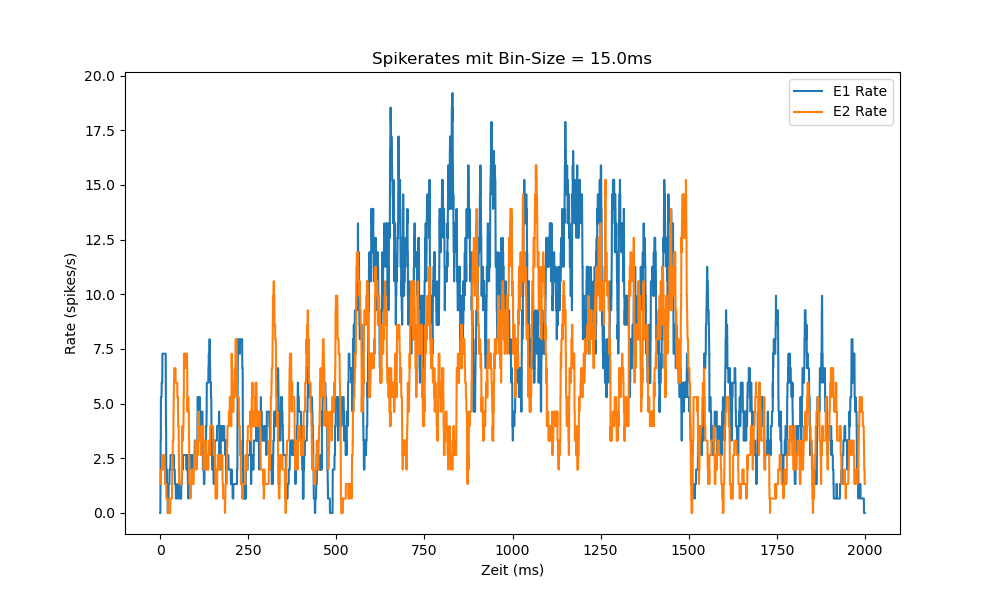 Spikerates mit Bin-Size = 15.0ms
E1 Rate
E2 Rate
20.0
17.5
15.0
12.5
10.0
7.5
5.0
2.5
0.0
Rate (spikes/s)
0 250 500 750 1000 1250 1500 1750 2000
Zeit (ms)